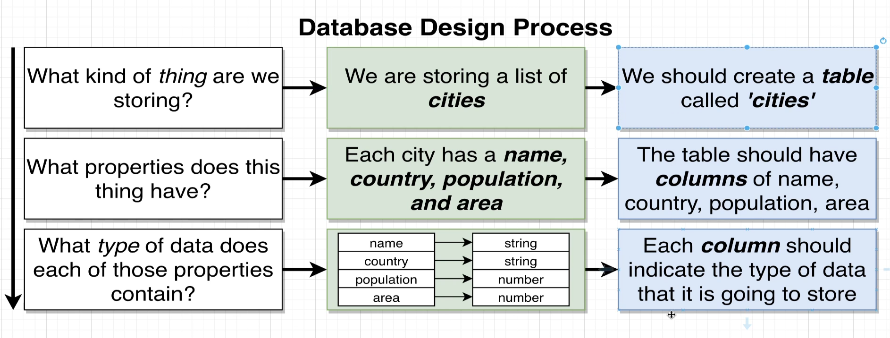 Database Design Process
What kind of thing are we
storing?
We are storing a list of
cities
We should create a table
called 'cities'
What properties does this
thing have?
Each city has a name,
country, population,
and area
The table should have
columns of name,
country, population, area
What type of data does
each of those properties
contain?
name string
country string
population number
area number
Each column should
indicate the type of data
that it is going to store